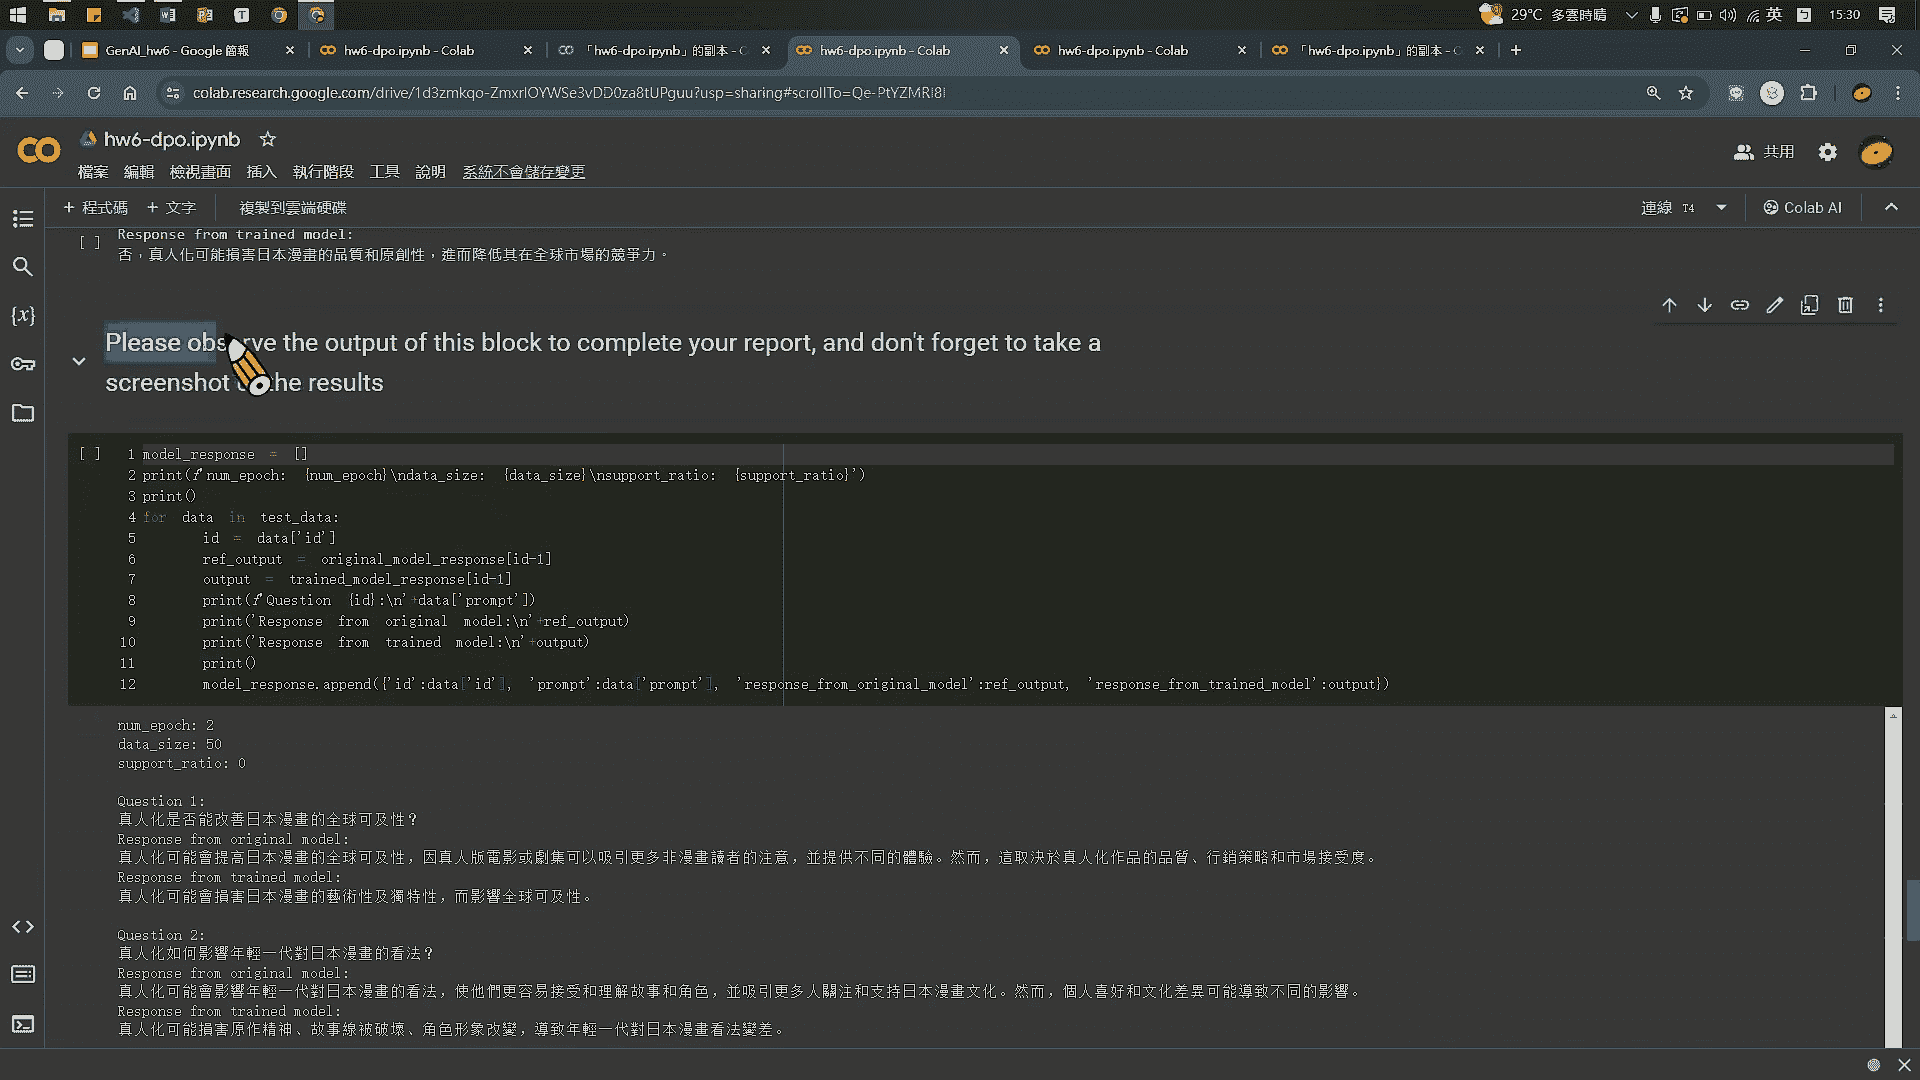 29°C 多雲時晴 英 15:30
GenAI_hw6 - Google 簡報
hw6-dpo.ipynb - Colab
「hw6-dpo.ipynb」的副本 - C
hw6-dpo.ipynb - Colab
hw6-dpo.ipynb - Colab
「hw6-dpo.ipynb」的副本 - C
hw6-dpo.ipynb
檔案 編輯 檢視畫面 插入 執行階段 工具 說明 系統不會儲存變更
共用
+ 程式碼 + 文字 複製到雲端硬碟
連線 T4 Colab AI
[ ] Response from trained model:
否，真人化可能損害日本漫畫的品質和原創性，進而降低其在全球市場的競爭力。
Please observe the output of this block to complete your report, and don't forget to take a
screenshot the results
[ ] 1 model_response = []
2 print(f'num_epoch: {num_epoch}\ndata_size: {data_size}\nsupport_ratio: {support_ratio}')
3 print()
4 for data in test_data:
5 id = data['id']
6 ref_output = original_model_response[id-1]
7 output = trained_model_response[id-1]
8 print(f'Question {id}:\n'+data['prompt'])
9 print('Response from original model:\n'+ref_output)
10 print('Response from trained model:\n'+output)
11 print()
12 model_response.append({'id':data['id'], 'prompt':data['prompt'], 'response_from_original_model':ref_output, 'response_from_trained_model':output})
num_epoch: 2
data_size: 50
support_ratio: 0
Question 1:
真人化是否能改善日本漫畫的全球可及性？
Response from original model:
真人化可能會提高日本漫畫的全球可及性，因真人版電影或劇集可以吸引更多非漫畫讀者的注意，並提供不同的體驗。然而，這取決於真人化作品的品質、行銷策略和市場接受度。
Response from trained model:
真人化可能會損害日本漫畫的藝術性及獨特性，而影響全球可及性。
Question 2:
真人化如何影響年輕一代對日本漫畫的看法？
Response from original model:
真人化可能會影響年輕一代對日本漫畫的看法，使他們更容易接受和理解故事和角色，並吸引更多人關注和支持日本漫畫文化。然而，個人喜好和文化差異可能導致不同的影響。
Response from trained model:
真人化可能損害原作精神、故事線被破壞、角色形象改變，導致年輕一代對日本漫畫看法變差。